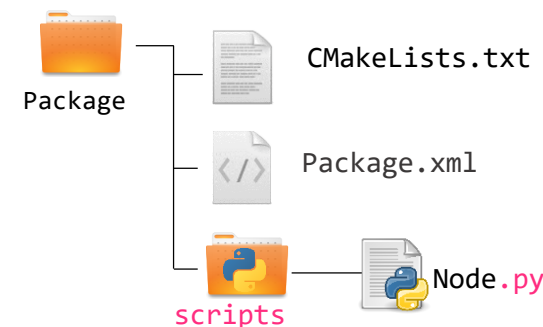 CMakeLists.txt
Package
Package.xml
</>
Node.py
scripts